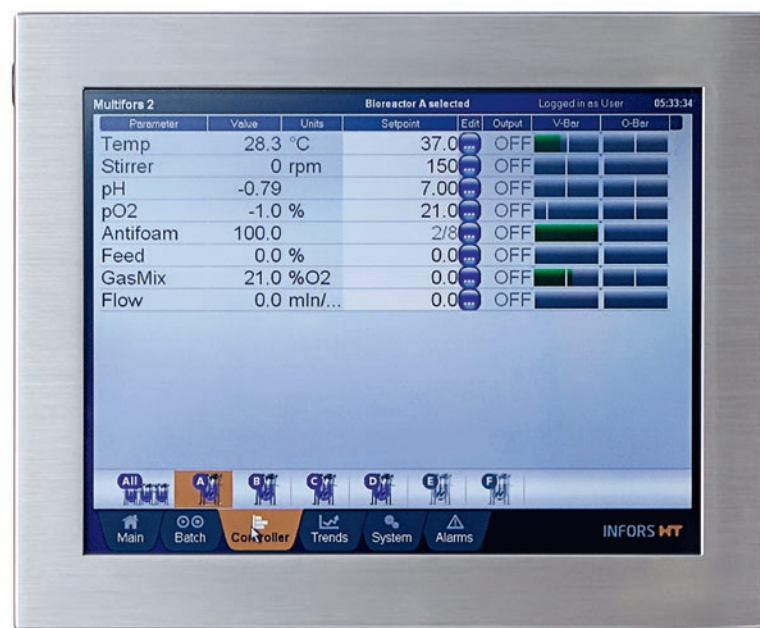 Multifors 2 Bioreactor A selected Logged in as User 05:33:34
Parameter Value Units Setpoint Edit Output V-Bar O-Bar
Temp 28.3 °C 37.0 ... OFF
Stirrer 0 rpm 150 ... OFF
pH -0.79 7.00 ... OFF
pO2 -1.0 % 21.0 ... OFF
Antifoam 100.0 2/8 ... OFF
Feed 0.0 % 0.0 ... OFF
GasMix 21.0 %O2 0.0 ... OFF
Flow 0.0 mln/... 0.0 ... OFF
All A B C D E F
Main Batch Controller Trends System Alarms INFORS HT